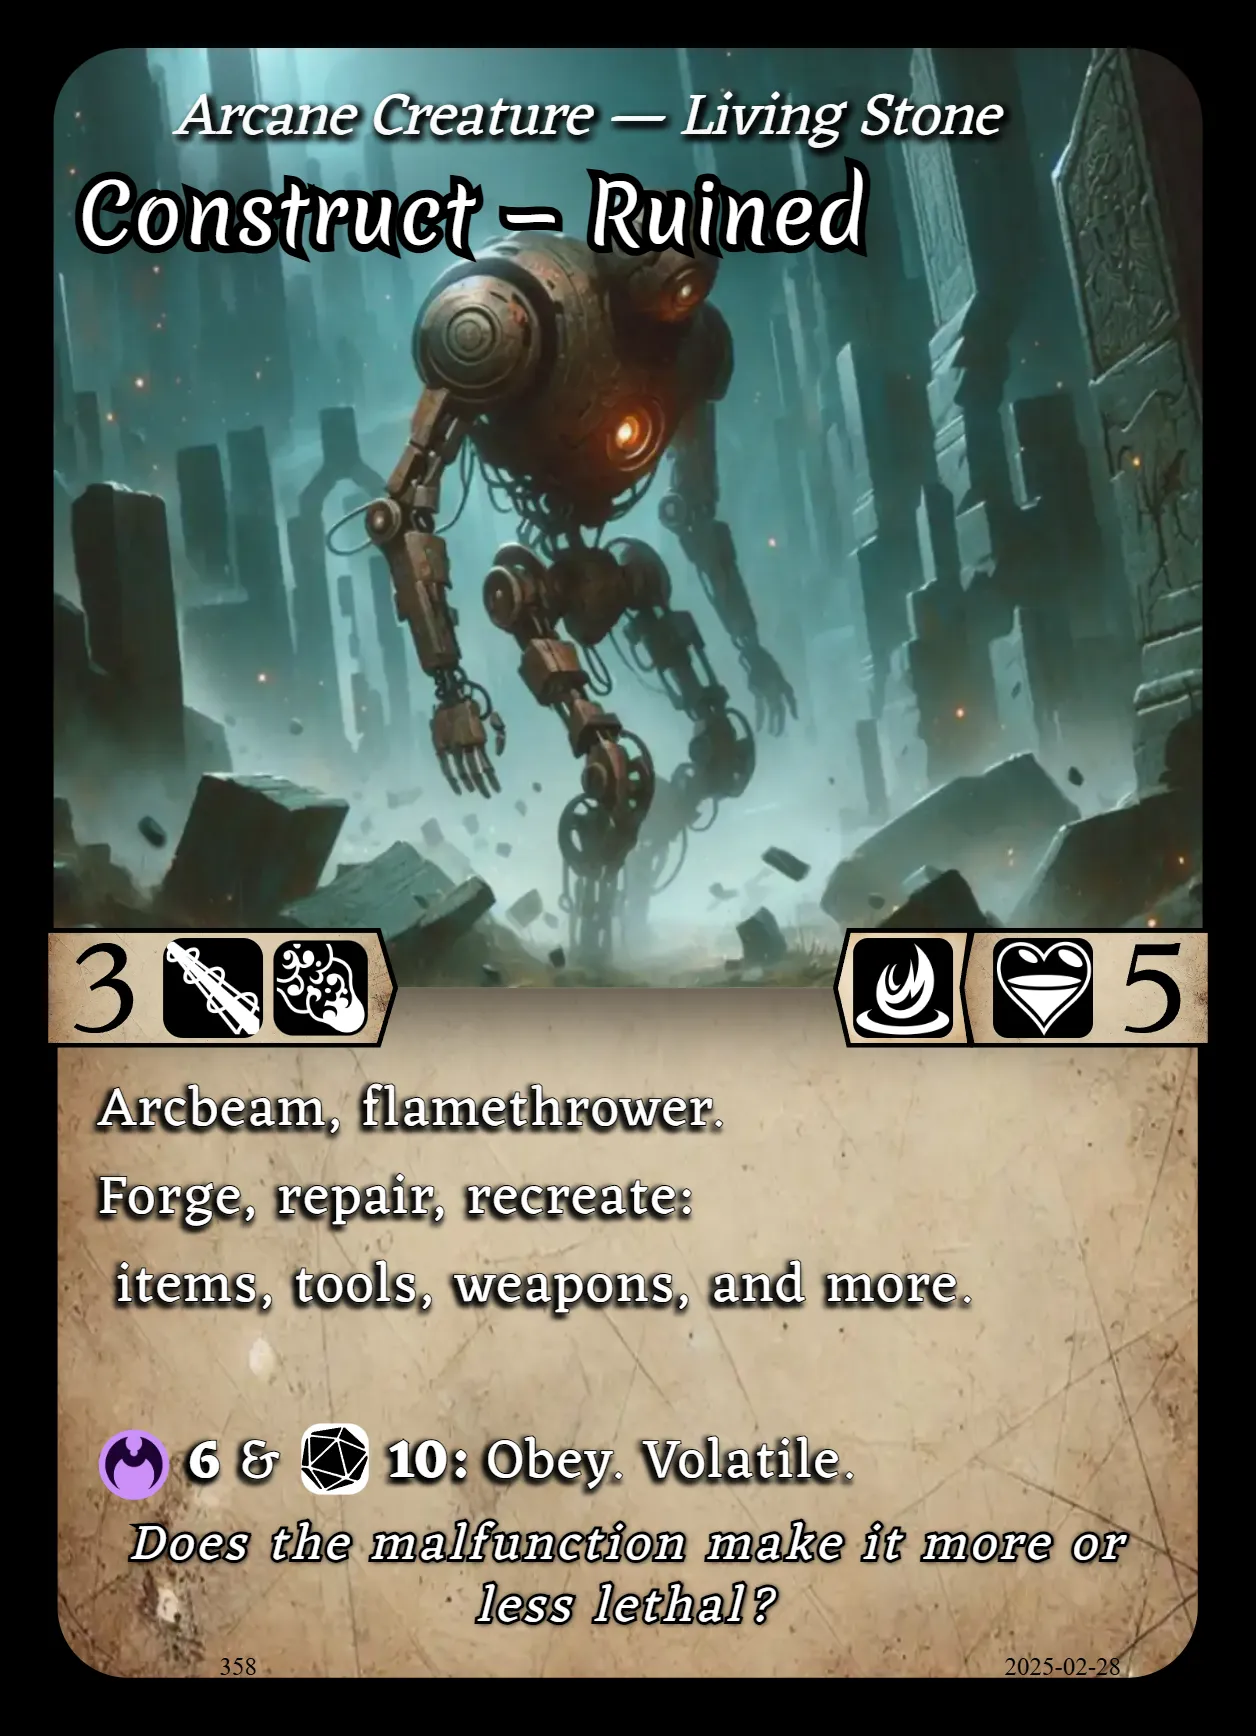 Arcane Creature — Living Stone
Construct – Ruined
3
5
Arcbeam, flamethrower.
Forge, repair, recreate:
items, tools, weapons, and more.
6 & 10: Obey. Volatile.
Does the malfunction make it more or
less lethal?
358
2025-02-28